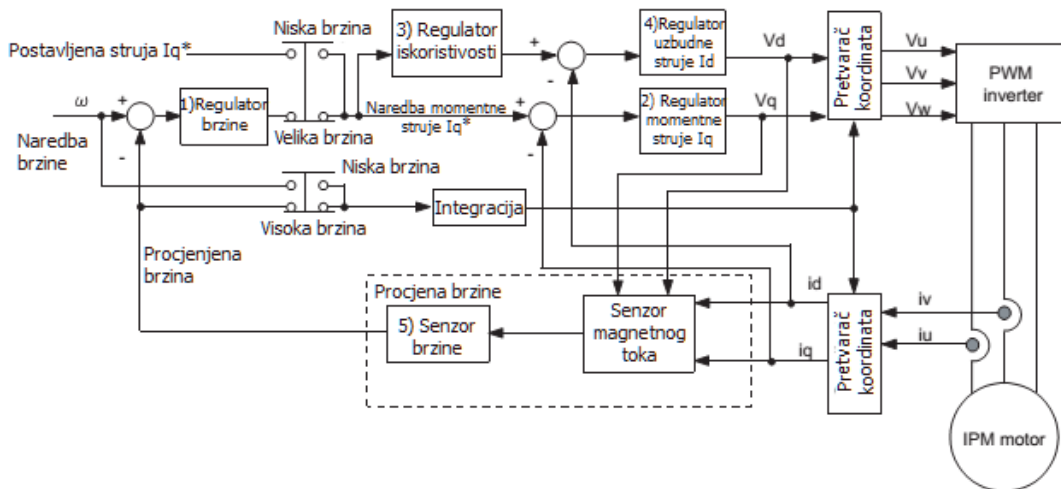 Niska brzina
Postavljena struja Iq*
3) Regulator
iskoristivosti
+
-
4)Regulator
uzbudne
struje Id
Vd
Pretvarač
koordinata
Vu
Vv
Vw
PWM
inverter
ω
+
-
Naredba
brzine
1)Regulator
brzine
Velika brzina
Naredba momentne
struje Iq*
+
-
2) Regulator
momentne
struje Iq
Vq
Niska brzina
Visoka brzina
Integracija
Procjenjena
brzina
Procjena brzine
5) Senzor
brzine
Senzor
magnetnog
toka
id
iq
Pretvarač
koordinata
iv
iu
IPM motor